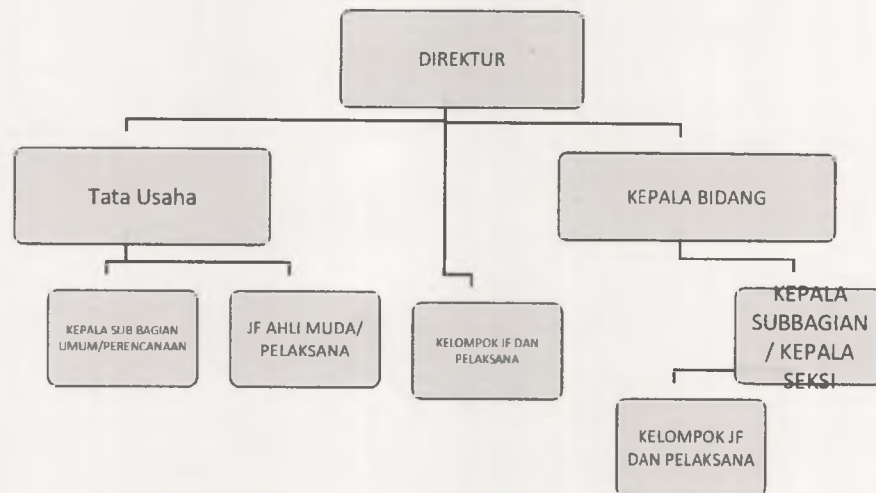 DIREKTUR
Tata Usaha
KEPALA BIDANG
KEPALA SUB BAGIAN
UMUM/PERENCANAAN
JF AHLI MUDA/
PELAKSANA
KELOMPOK JF DAN
PELAKSANA
KEPALA
SUBBAGIAN
/ KEPALA
SEKSI
KELOMPOK JF
DAN PELAKSANA